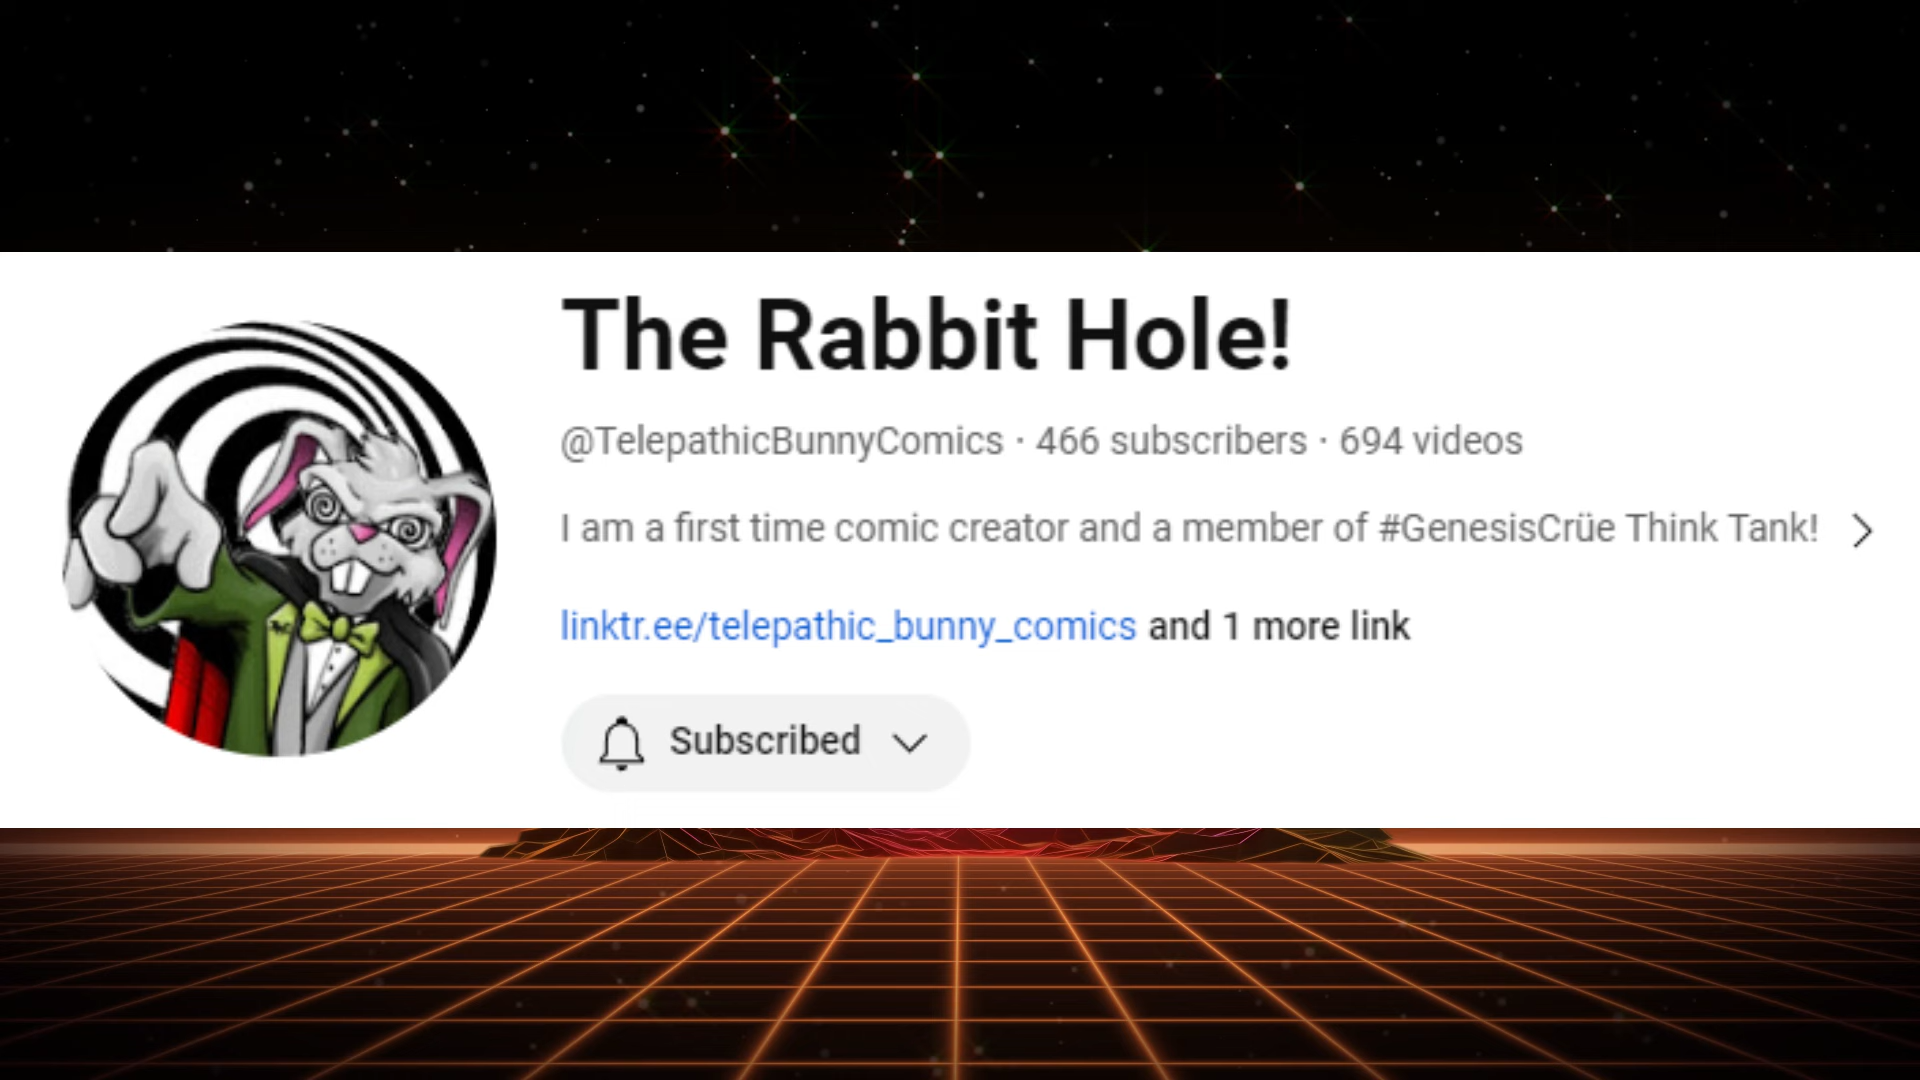 The Rabbit Hole!
@TelepathicBunnyComics · 466 subscribers · 694 videos
I am a first time comic creator and a member of #GenesisCrüe Think Tank!
linktr.ee/telepathic_bunny_comics and 1 more link
Subscribed